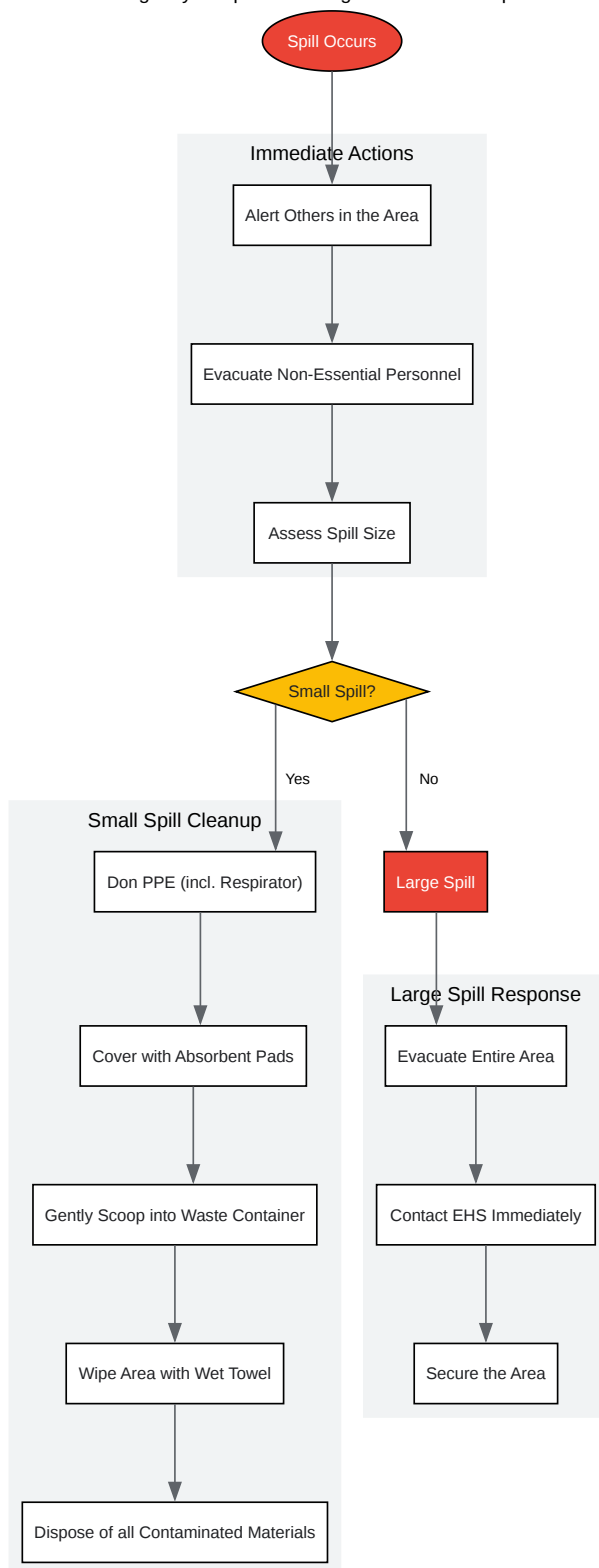 Spill Occurs
Immediate Actions
Alert Others in the Area
Evacuate Non-Essential Personnel
Assess Spill Size
Small Spill?
Yes
No
Small Spill Cleanup
Don PPE (incl. Respirator)
Large Spill
Large Spill Response
Cover with Absorbent Pads
Evacuate Entire Area
Gently Scoop into Waste Container
Contact EHS Immediately
Wipe Area with Wet Towel
Secure the Area
Dispose of all Contaminated Materials